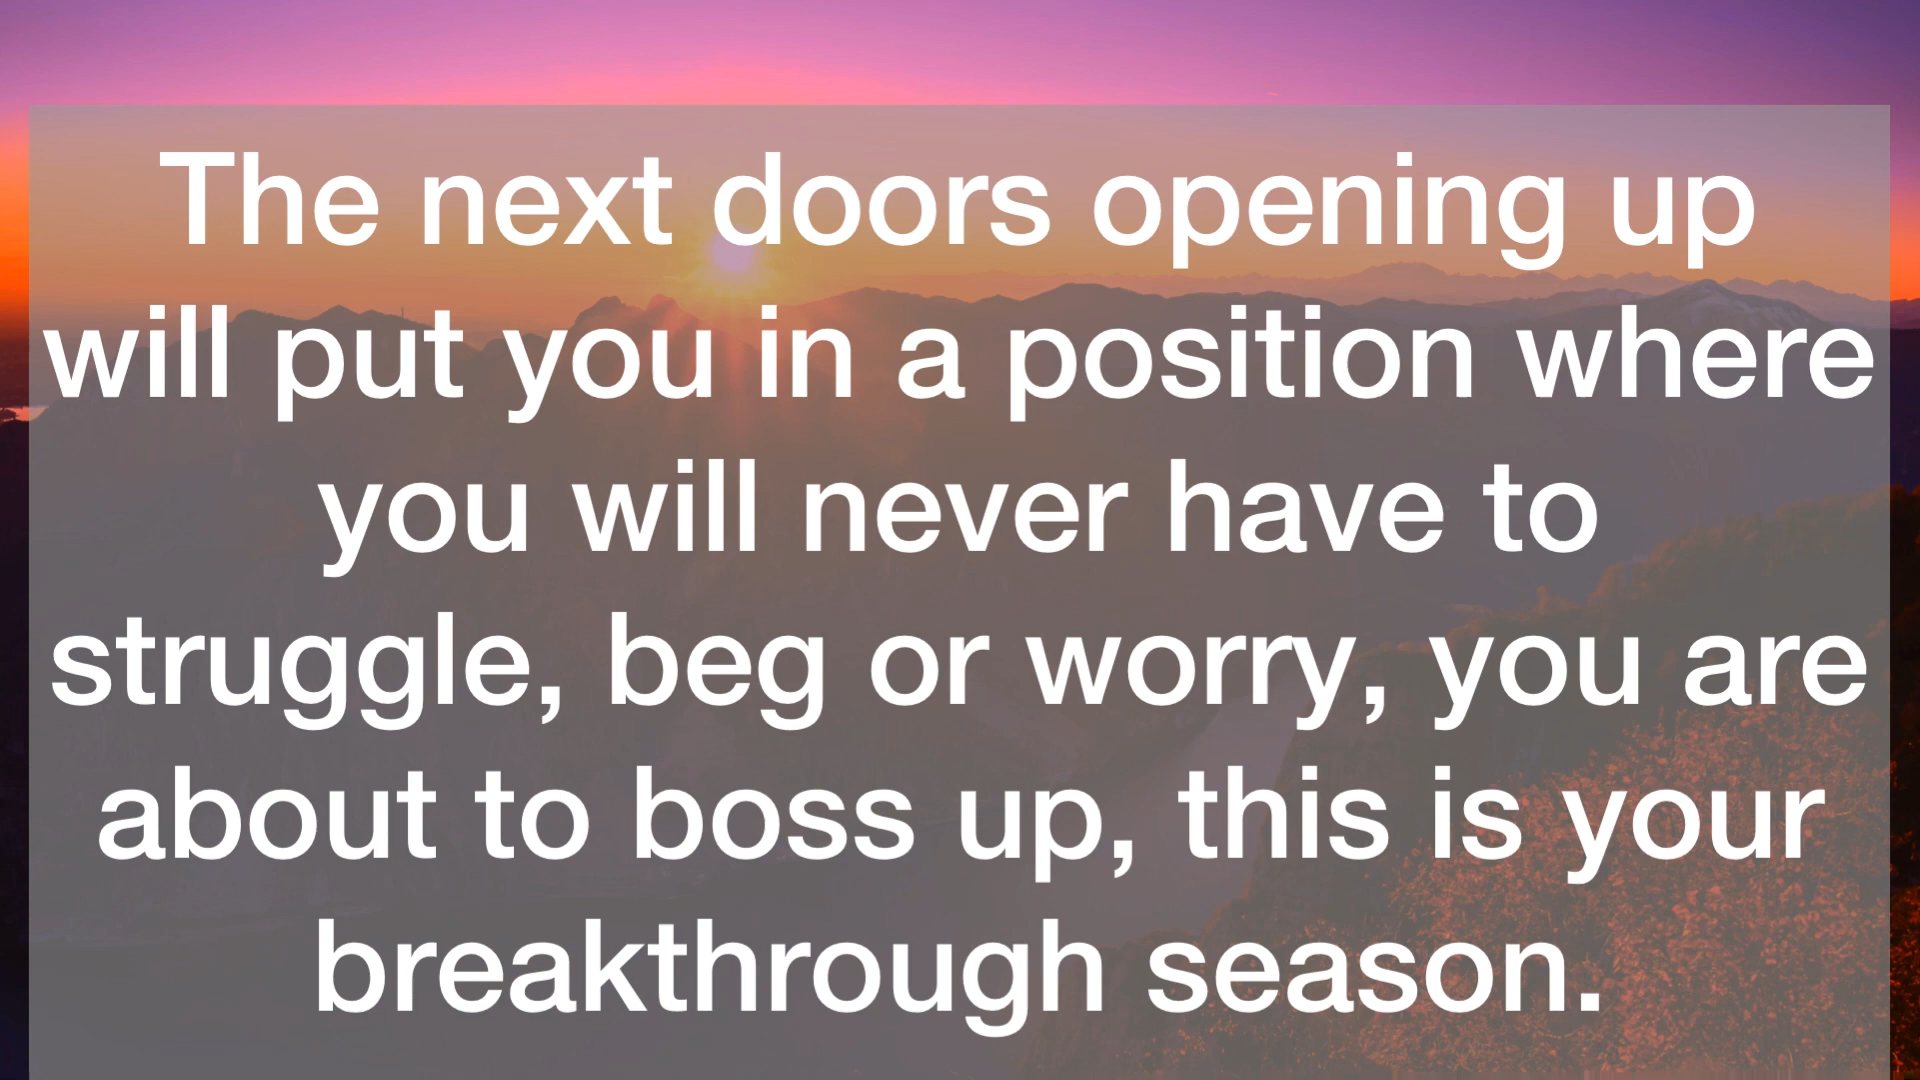 The next doors opening up
will put you in a position where
you will never have to
struggle, beg or worry, you are
about to boss up, this is your
breakthrough season.